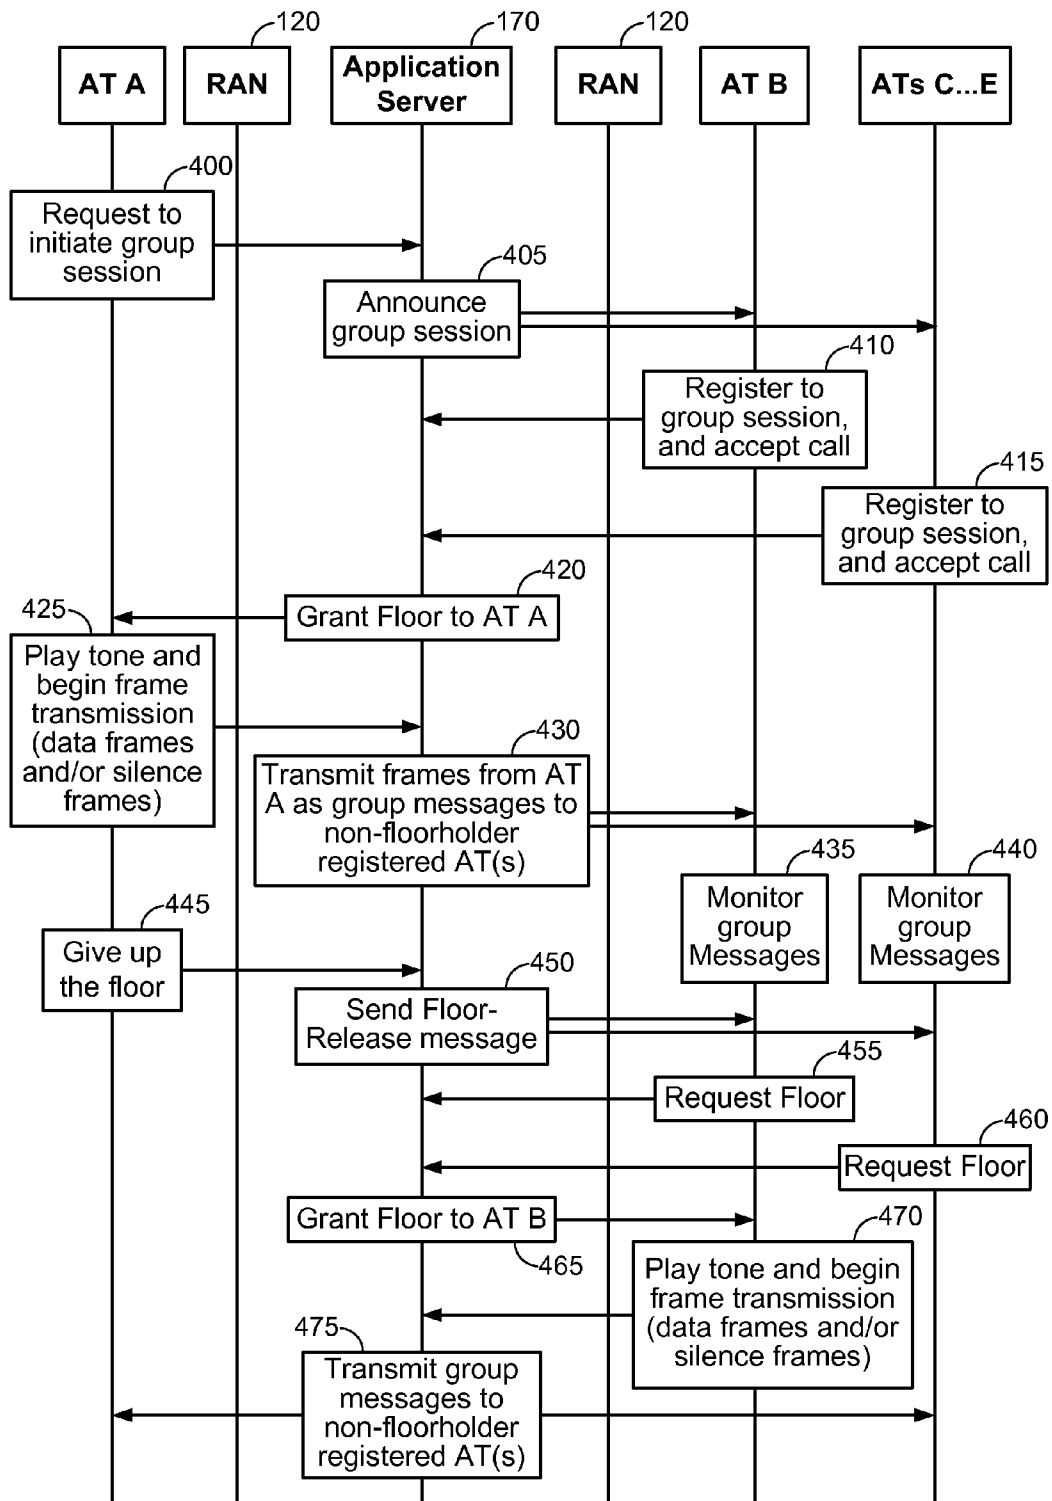 120
170
120
AT A
RAN
Application
Server
RAN
AT B
ATs C...E
400
Request to
initiate group
session
405
Announce
group session
410
Register to
group session,
and accept call
415
Register to
group session,
and accept call
420
Grant Floor to AT A
425
Play tone and
begin frame
transmission
(data frames
and/or silence
frames)
430
Transmit frames from AT
A as group messages to
non-floorholder
registered AT(s)
435
Monitor
group
Messages
440
Monitor
group
Messages
445
Give up
the floor
450
Send Floor-
Release message
455
Request Floor
460
Request Floor
Grant Floor to AT B
465
470
Play tone and begin
frame transmission
(data frames and/or
silence frames)
475
Transmit group
messages to
non-floorholder
registered AT(s)